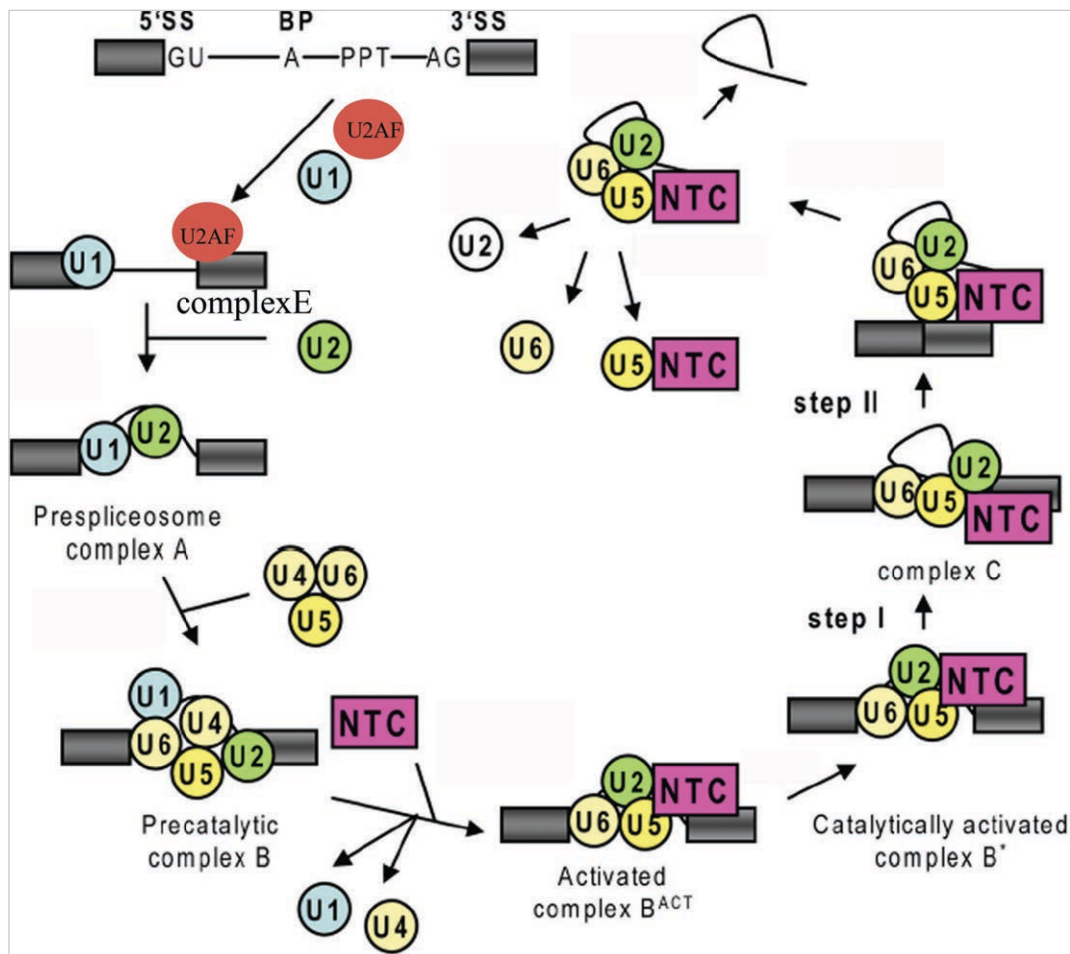 5'SS BP 3'SS
GU A PPT AG
U2AF
U1
U2AF
U1
complexE
U2
U1 U2
Prespliceosome
complex A
U4 U6
U5
U1
U4
U6
U2
U5
Precatalytic
complex B
NTC
U1
U4
U2 NTC
U6 U5
Activated
complex B^ACT
U2 NTC
U6 U5
Catalytically activated
complex B*
step I
U2
U6 U5
NTC
complex C
step II
U2
U6
U5 NTC
U2
U6
U5 NTC
U2
U6
U5 NTC